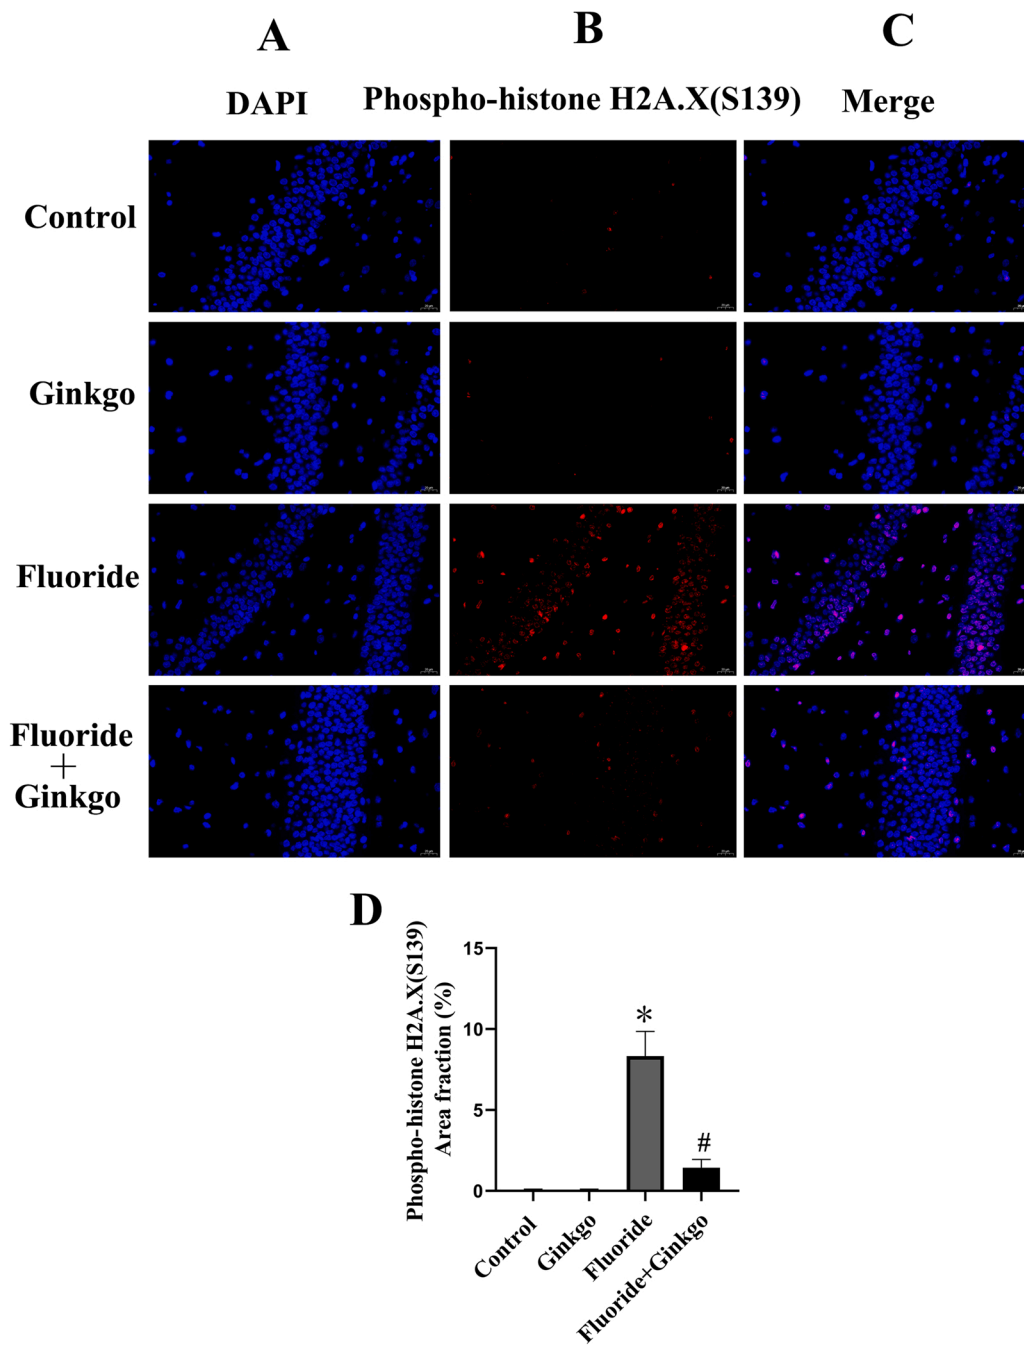 A B C
DAPI Phospho-histone H2A.X(S139) Merge
Control
Ginkgo
Fluoride
Fluoride
+
Ginkgo
D
Phospho-histone H2A.X(S139)
Area fraction (%)
15
10
5
0
*
#
Control
Ginkgo
Fluoride
Fluoride+Ginkgo